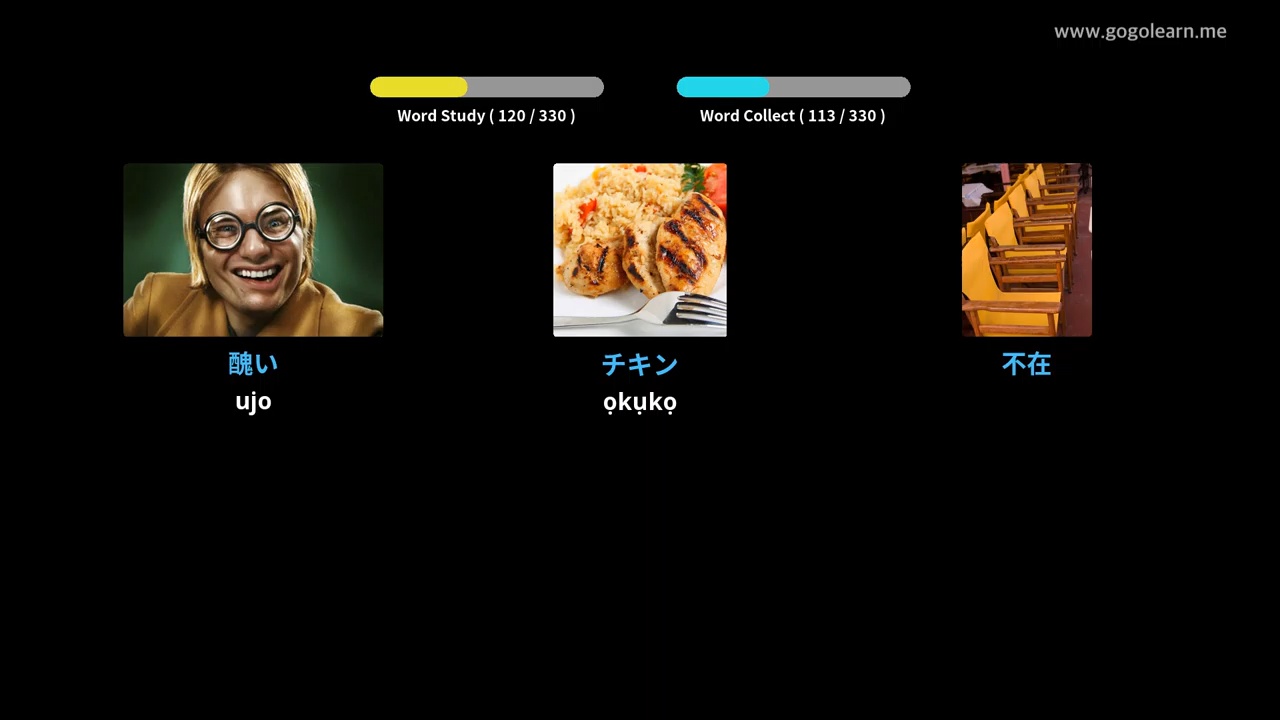 www.gogolearn.me
Word Study ( 120 / 330 )
Word Collect ( 113 / 330 )
醜い
チキン
不在
ujo
ọkụkọ